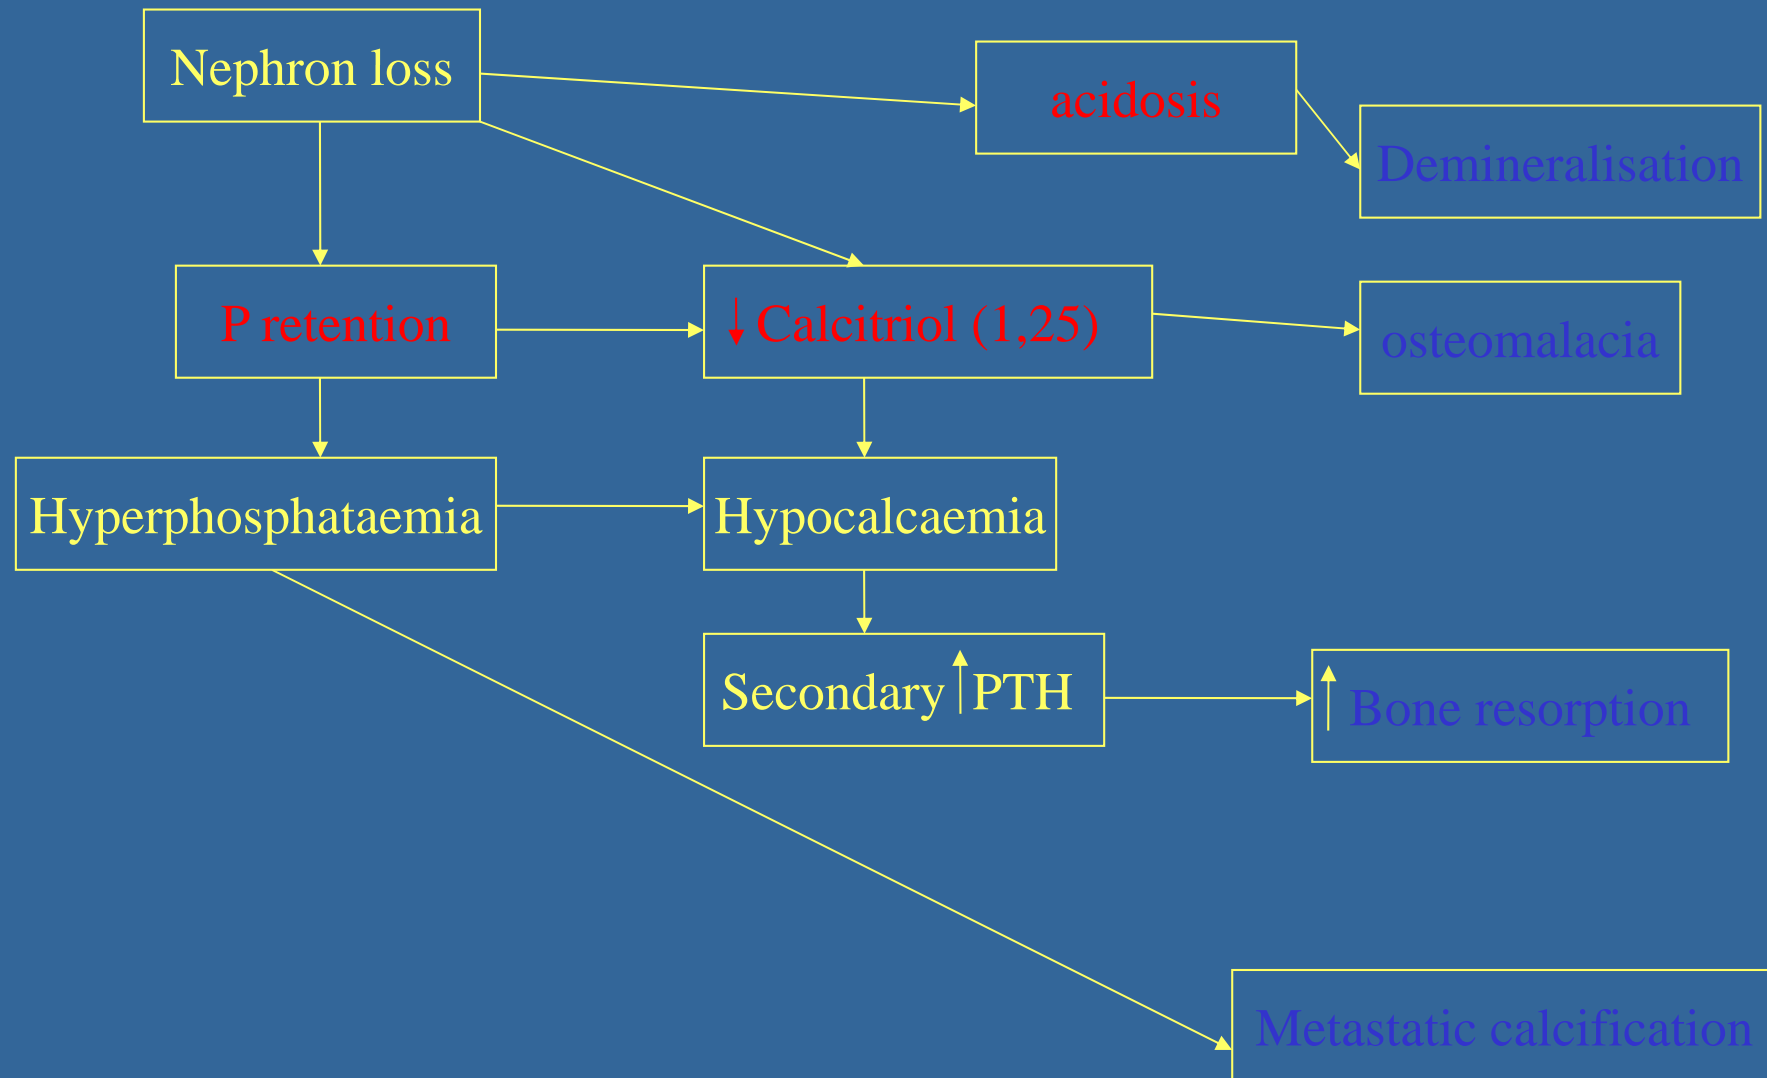 Nephron loss
acidosis
Demineralisation
P retention
↓ Calcitriol (1,25)
osteomalacia
Hyperphosphataemia
Hypocalcaemia
Secondary ↑ PTH
↑ Bone resorption
Metastatic calcification